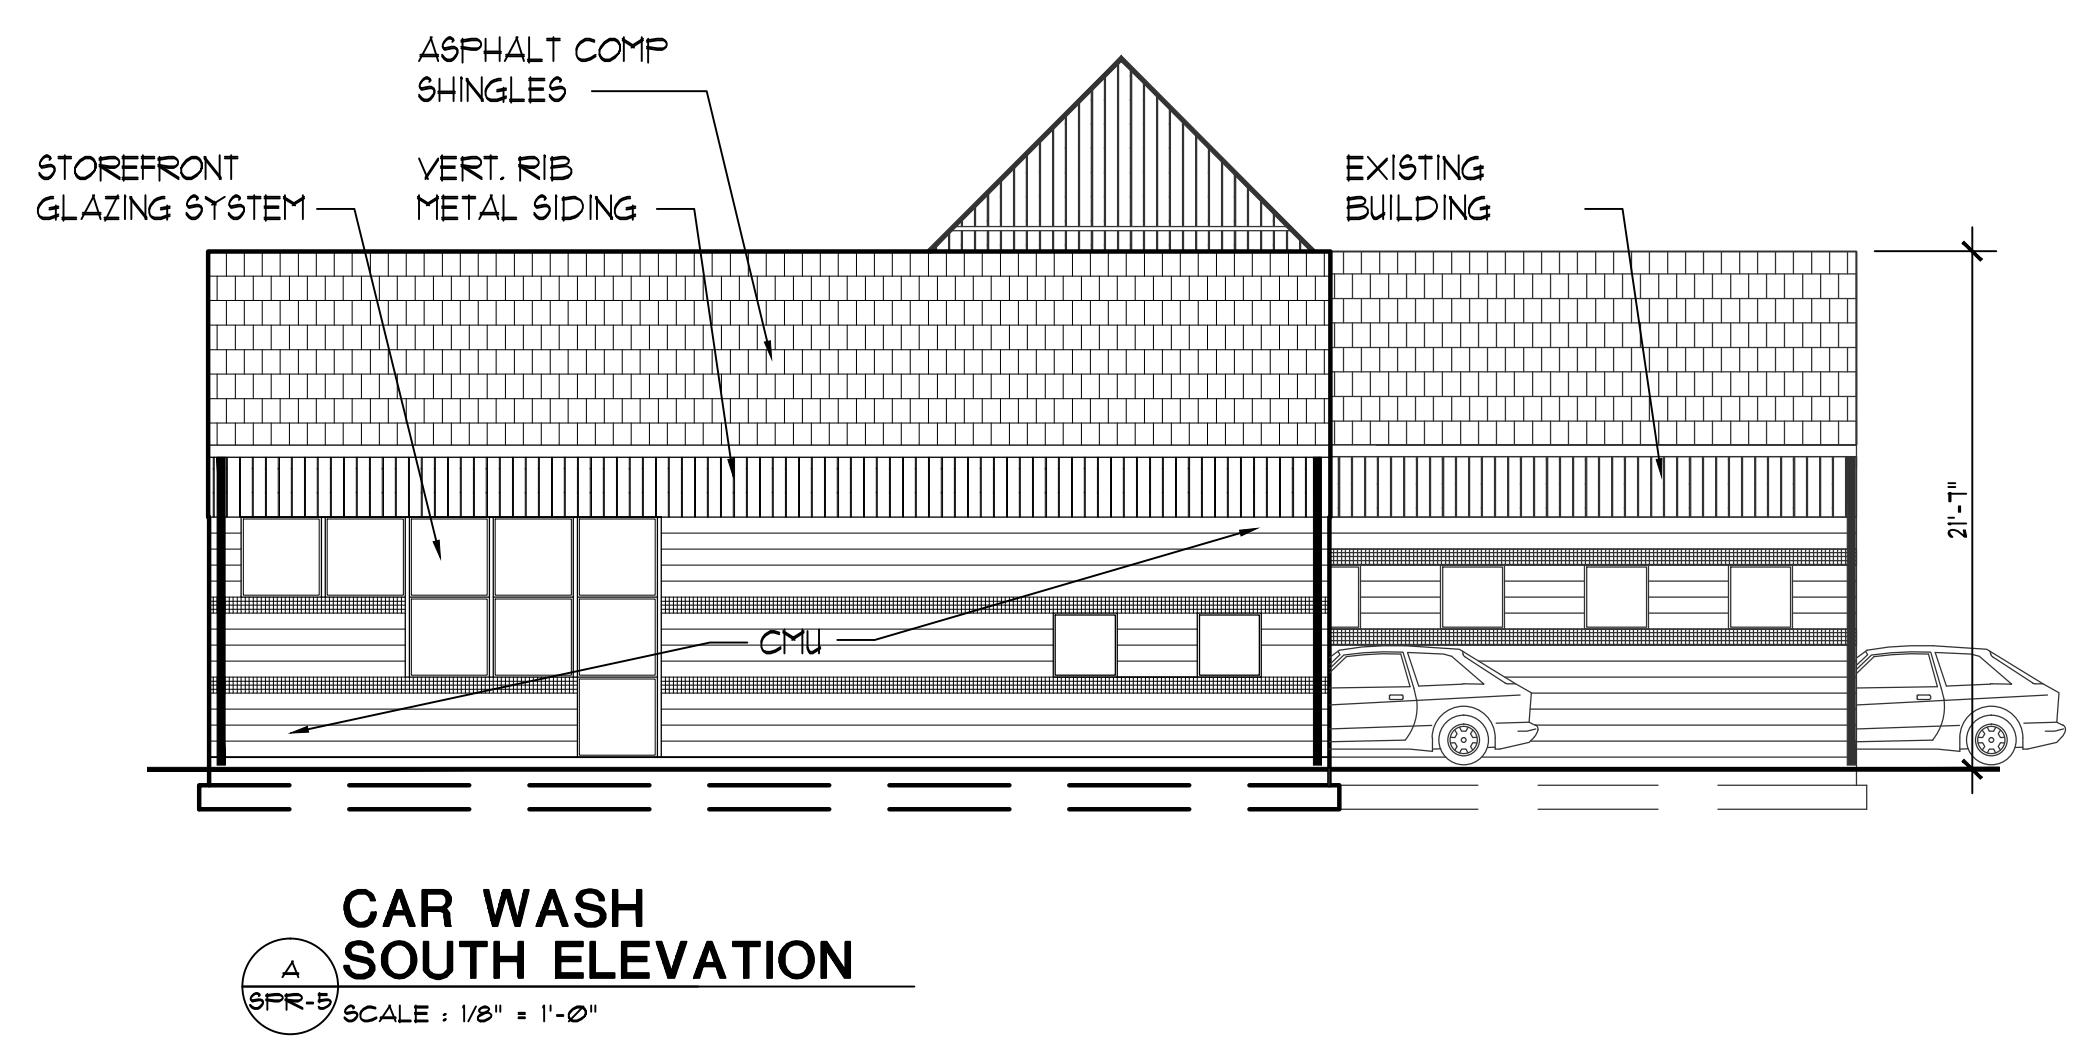 ASPHALT COMP
SHINGLES
STOREFRONT
GLAZING SYSTEM
VERT. RIB
METAL SIDING
EXISTING
BUILDING
21'-7"
CMU
CAR WASH
SOUTH ELEVATION
A
SPR-5
SCALE : 1/8" = 1'-0"